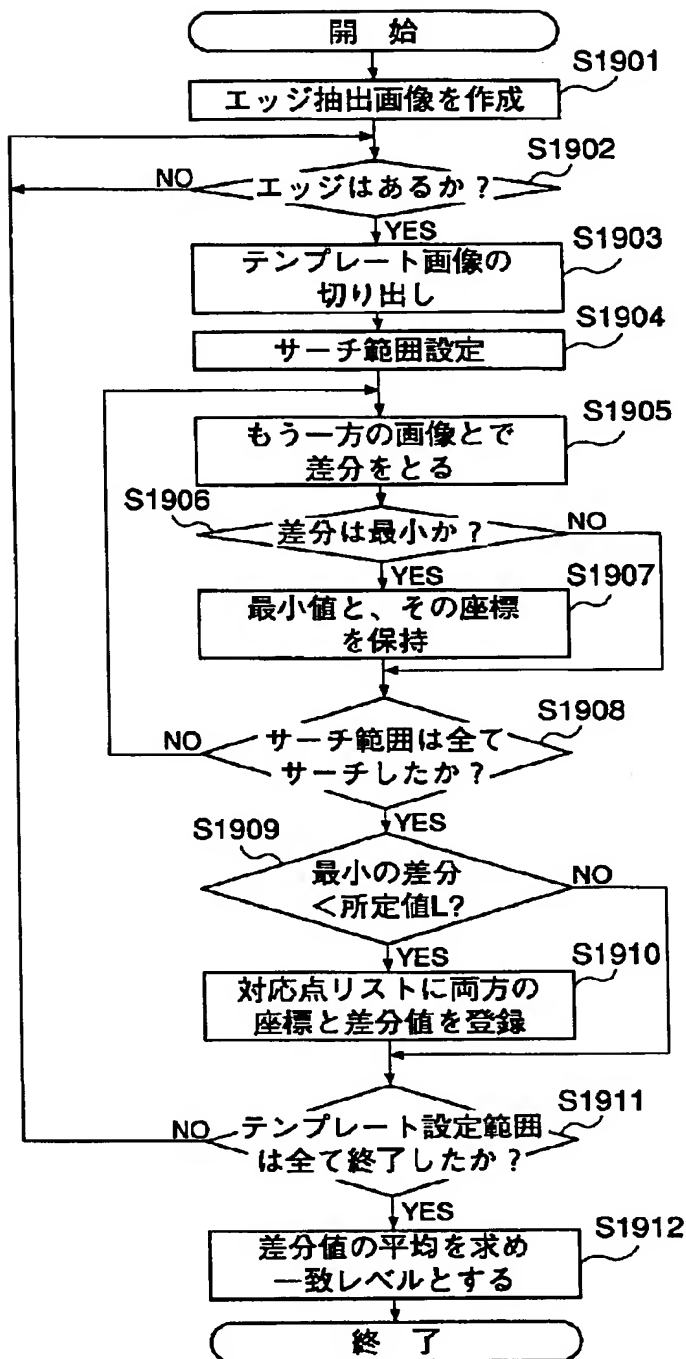 開 始
S1901
エッジ抽出画像を作成
S1902
NO
エッジはあるか?
YES
S1903
テンプレート画像の
切り出し
S1904
サーチ範囲設定
S1905
もう一方の画像とで
差分をとる
S1906
差分は最小か?
NO
YES
S1907
最小値と、その座標
を保持
S1908
NO
サーチ範囲は全て
サーチしたか?
YES
S1909
最小の差分
<所定値L?
NO
YES
S1910
対応点リストに両方の
座標と差分値を登録
S1911
NO
テンプレート設定範囲
は全て終了したか?
YES
S1912
差分値の平均を求め
一致レベルとする
終 了